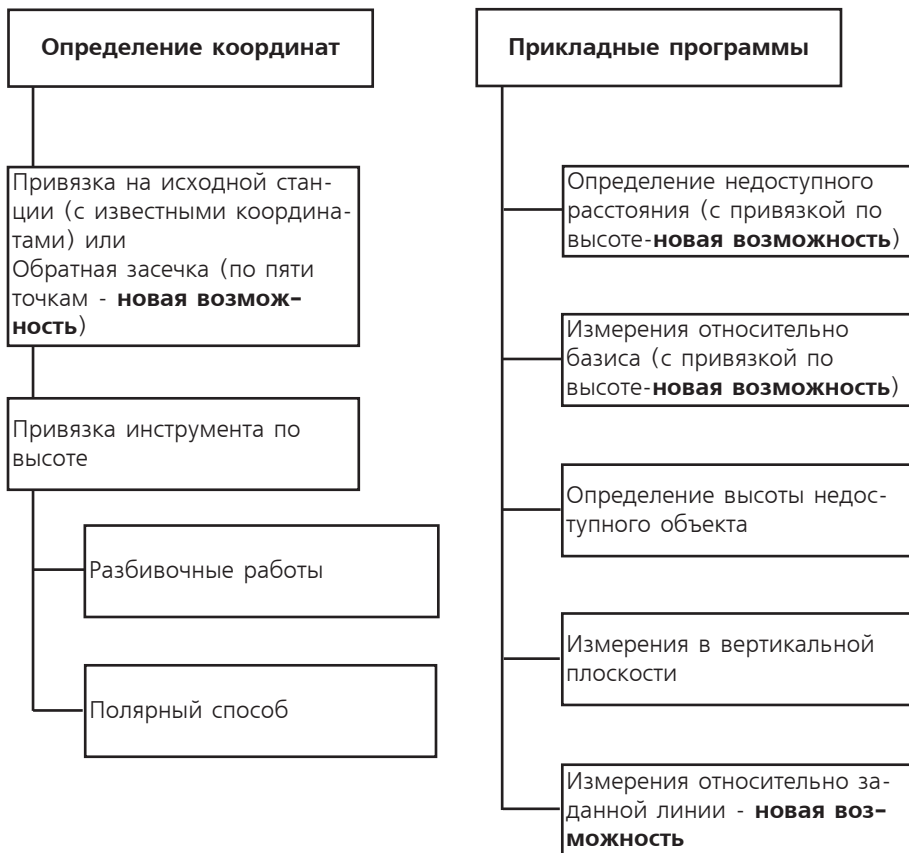 Определение координат
Привязка на исходной стан-
ции (с известными координа-
тами) или
Обратная засечка (по пяти
точкам - новая возмож-
ность)
Привязка инструмента по
высоте
Разбивочные работы
Полярный способ
Прикладные программы
Определение недоступного
расстояния (с привязкой по
высоте-новая возможность)
Измерения относительно
базиса (с привязкой по
высоте-новая возможность)
Определение высоты недос-
тупного объекта
Измерения в вертикальной
плоскости
Измерения относительно за-
данной линии - новая воз-
можность